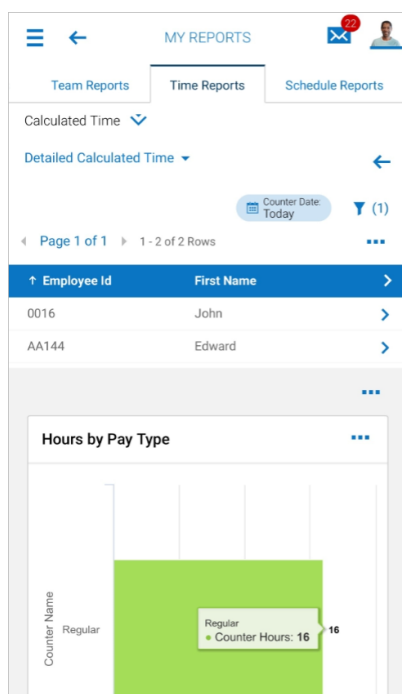 MY REPORTS
22
Team Reports
Time Reports
Schedule Reports
Calculated Time
Detailed Calculated Time
Counter Date:
Today
(1)
Page 1 of 1
1 - 2 of 2 Rows
Employee Id
First Name
0016
John
AA144
Edward
Hours by Pay Type
Counter Name
Regular
Regular
Counter Hours: 16
16